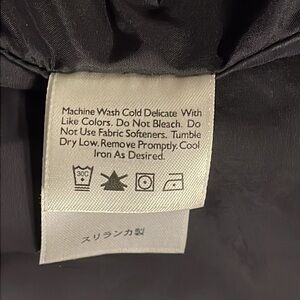 Machine Wash Cold Delicate With
Like Colors. Do Not Bleach. Do
Not Use Fabric Softeners. Tumble
Dry Low. Remove Promptly. Cool
Iron As Desired.
30C
スリランカ製